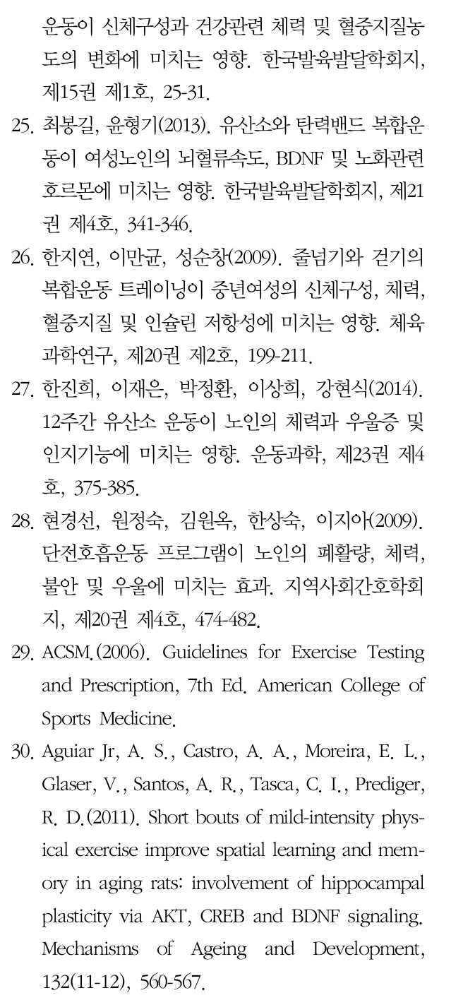 운동이 신체구성과 건강관련 체력 및 혈중지질농
도의 변화에 미치는 영향. 한국발육발달학회지,
제15권 제1호, 25-31.
25. 최봉길, 윤형기(2013). 유산소와 탄력밴드 복합운
동이 여성노인의 뇌혈류속도, BDNF 및 노화관련
호르몬에 미치는 영향. 한국발육발달학회지, 제21
권 제4호, 341-346.
26. 한지연, 이만균, 성순창(2009). 줄넘기와 걷기의
복합운동 트레이닝이 중년여성의 신체구성, 체력,
혈중지질 및 인슐린 저항성에 미치는 영향. 체육
과학연구, 제20권 제2호, 199-211.
27. 한진희, 이재은, 박정환, 이상희, 강현식(2014).
12주간 유산소 운동이 노인의 체력과 우울증 및
인지기능에 미치는 영향. 운동과학, 제23권 제4
호, 375-385.
28. 현경선, 원정숙, 김원옥, 한상숙, 이지아(2009).
단전호흡운동 프로그램이 노인의 폐활량, 체력,
불안 및 우울에 미치는 효과. 지역사회간호학회
지, 제20권 제4호, 474-482.
29. ACSM.(2006). Guidelines for Exercise Testing
and Prescription, 7th Ed. American College of
Sports Medicine.
30. Aguiar Jr, A. S., Castro, A. A., Moreira, E. L.,
Glaser, V., Santos, A. R., Tasca, C. I., Prediger,
R. D.(2011). Short bouts of mild-intensity phys-
ical exercise improve spatial learning and mem-
ory in aging rats: involvement of hippocampal
plasticity via AKT, CREB and BDNF signaling.
Mechanisms of Ageing and Development,
132(11-12), 560-567.